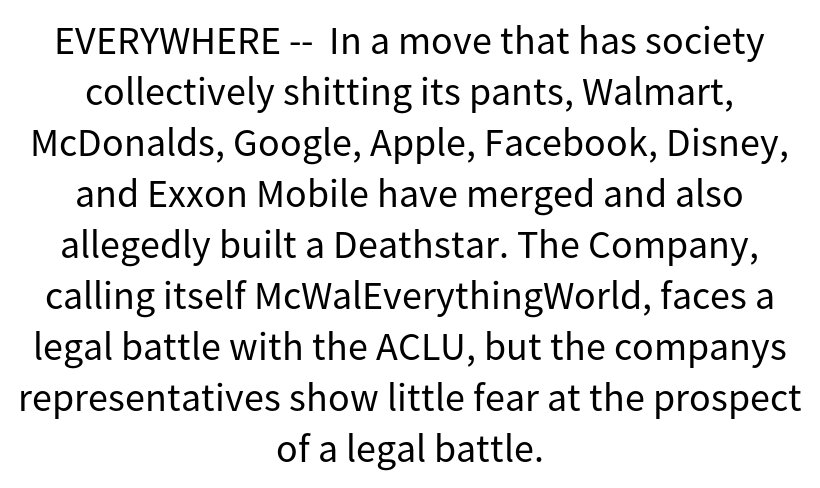 EVERYWHERE --  In a move that has society
collectively shitting its pants, Walmart,
McDonalds, Google, Apple, Facebook, Disney,
and Exxon Mobile have merged and also
allegedly built a Deathstar. The Company,
calling itself McWalEverythingWorld, faces a
legal battle with the ACLU, but the companys
representatives show little fear at the prospect
of a legal battle.